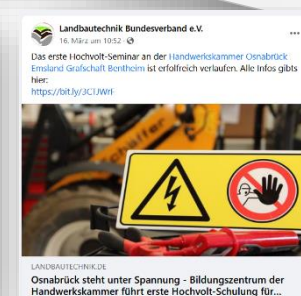 Landbautechnik Bundesverband e.V.
16. März um 10:52 ·
Das erste Hochvolt-Seminar an der Handwerkskammer Osnabrück
Emsland Grafschaft Bentheim ist erfolfreich verlaufen. Alle Infos gibts
hier:
https://bit.ly/3CTJWrF
LANDBAUTECHNIK.DE
Osnabrück steht unter Spannung - Bildungszentrum der
Handwerkskammer führt erste Hochvolt-Schulung für...